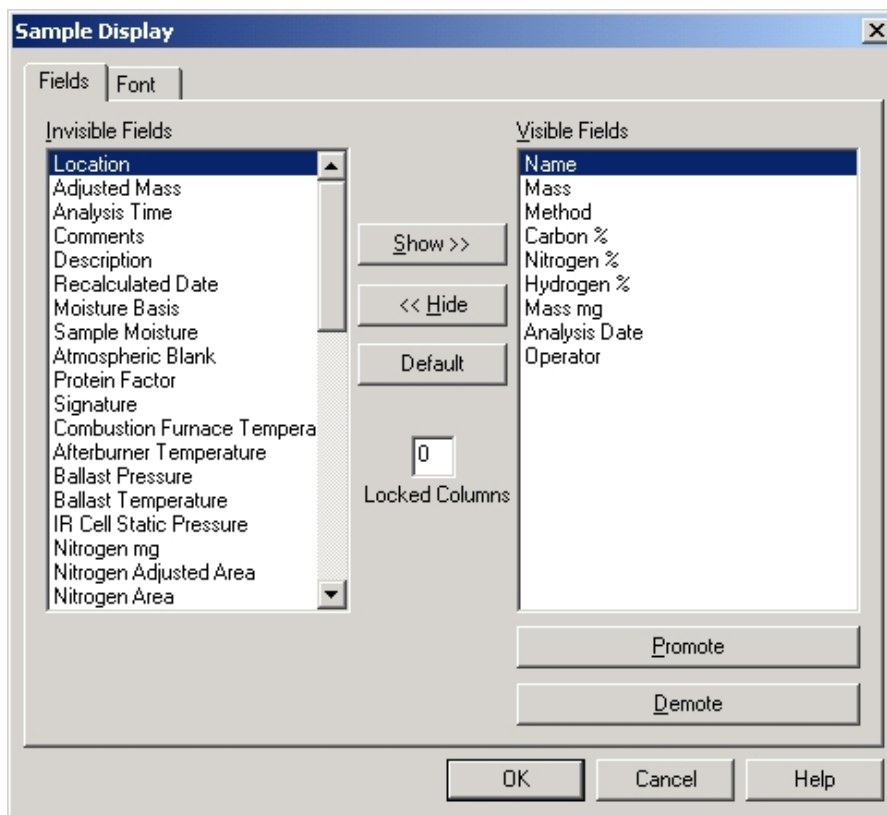 Sample Display
Fields
Font
Invisible Fields
Location
Adjusted Mass
Analysis Time
Comments
Description
Recalculated Date
Moisture Basis
Sample Moisture
Atmospheric Blank
Protein Factor
Signature
Combustion Furnace Tempera
Afterburner Temperature
Ballast Pressure
Ballast Temperature
IR Cell Static Pressure
Nitrogen mg
Nitrogen Adjusted Area
Nitrogen Area
Show >>
<< Hide
Default
0
Locked Columns
Visible Fields
Name
Mass
Method
Carbon %
Nitrogen %
Hydrogen %
Mass mg
Analysis Date
Operator
Promote
Demote
OK
Cancel
Help